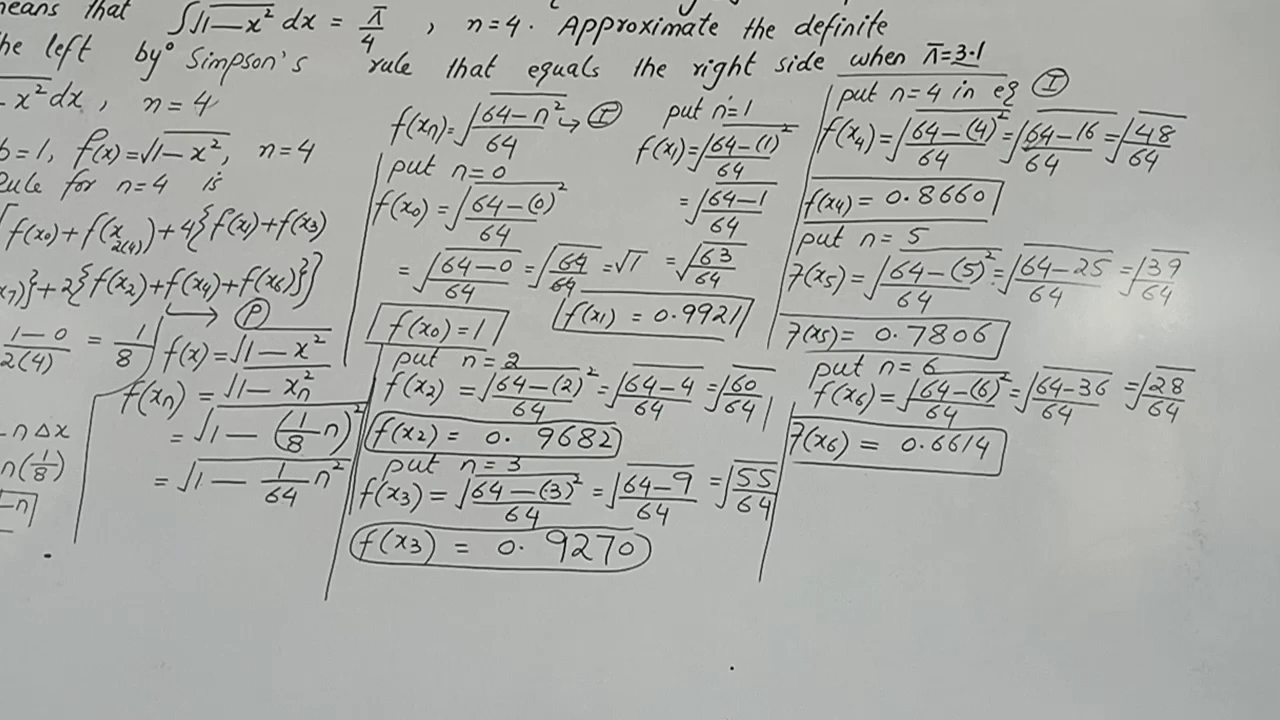 means that ∫√1-x² dx = π/4 , n=4. Approximate the definite
he left by Simpson's rule that equals the right side when π=3.1
x² dx, n=4
b=1, f(x)=√1-x², n=4
Rule for n=4 is
[f(x₀)+f(x₂₍₄₎)+4{f(x₁)+f(x₃)
x₇)}+2{f(x₂)+f(x₄)+f(x₆)}]
→ (P)
1-0/2(4) = 1/8
f(x)=√1-x²
f(xₙ) = √1-xₙ²
= √1-(1/8 n)²
= √1-1/64 n²
-n Δx
n(1/8)
n
f(xₙ)=√64-n²/64 → (I)
put n=0
f(x₀)=√64-(0)²/64
=√64-0/64 =√64/64 =√1
f(x₀)=1
put n=1
f(x₁)=√64-(1)²/64
=√64-1/64
=√63/64
f(x₁) = 0.9921
put n=2
f(x₂)=√64-(2)²/64 =√64-4/64 =√60/64
f(x₂) = 0.9682
put n=3
f(x₃) =√64-(3)²/64 =√64-9/64 =√55/64
f(x₃) = 0.9270
put n=4 in eq (I)
f(x₄)=√64-(4)²/64 =√64-16/64 =√48/64
f(x₄) = 0.8660
put n = 5
f(x₅)=√64-(5)²/64 =√64-25/64 =√39/64
f(x₅) = 0.7806
put n = 6
f(x₆)=√64-(6)²/64 =√64-36/64 =√28/64
f(x₆) = 0.6614